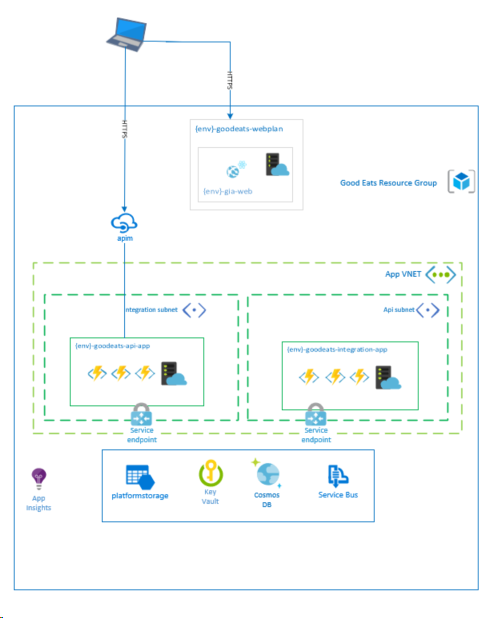 HTTPS
HTTPS
{env}-goodeats-webplan
{env}-gia-web
Good Eats Resource Group
apim
App VNET
ntegration subnet
Api subnet
{env}-goodeats-api-app
{env}-goodeats-integration-app
Service
endpoint
Service
endpoint
platformstorage
Key
Vault
Cosmos
DB
Service Bus
App
Insights